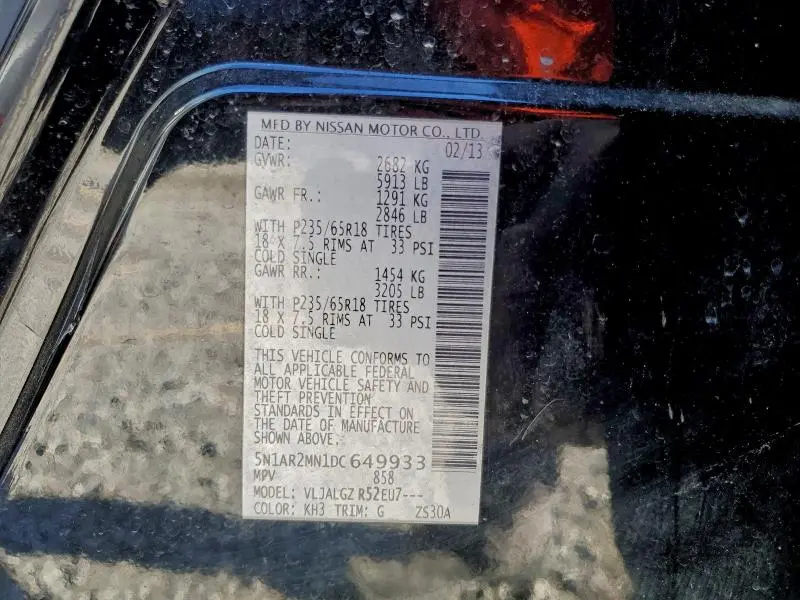 MFD BY NISSAN MOTOR CO., LTD.
DATE: 02/13
GVWR: 2682 KG
5913 LB
GAWR FR.: 1291 KG
2846 LB
WITH P235/65R18 TIRES
18 X 7.5 RIMS AT 33 PSI
COLD SINGLE
GAWR RR.: 1454 KG
3205 LB
WITH P235/65R18 TIRES
18 X 7.5 RIMS AT 33 PSI
COLD SINGLE
THIS VEHICLE CONFORMS TO
ALL APPLICABLE FEDERAL
MOTOR VEHICLE SAFETY AND
THEFT PREVENTION
STANDARDS IN EFFECT ON
THE DATE OF MANUFACTURE
SHOWN ABOVE.
5N1AR2MN1DC 649933
MPV 858
MODEL: VLJALGZ R52EU7---
COLOR: KH3 TRIM: G ZS30A